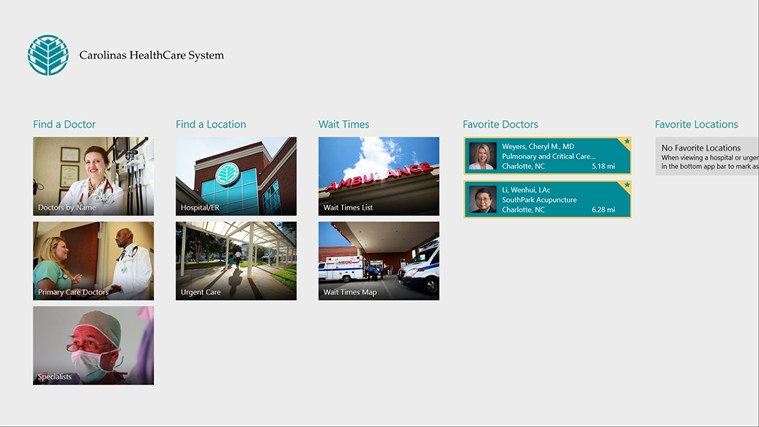 Carolinas HealthCare System
Find a Doctor
Doctors by Name
Primary Care Doctors
Specialists
Find a Location
Hospital/ER
Urgent Care
Wait Times
AMBULANCE
Wait Times List
Wait Times Map
Favorite Doctors
Weyers, Cheryl M., MD
Pulmonary and Critical Care...
Charlotte, NC 5.18 mi
Li, Wenhui, LAc
SouthPark Acupuncture
Charlotte, NC 6.28 mi
Favorite Locations
No Favorite Locations
When viewing a hospital or urge
in the bottom app bar to mark as